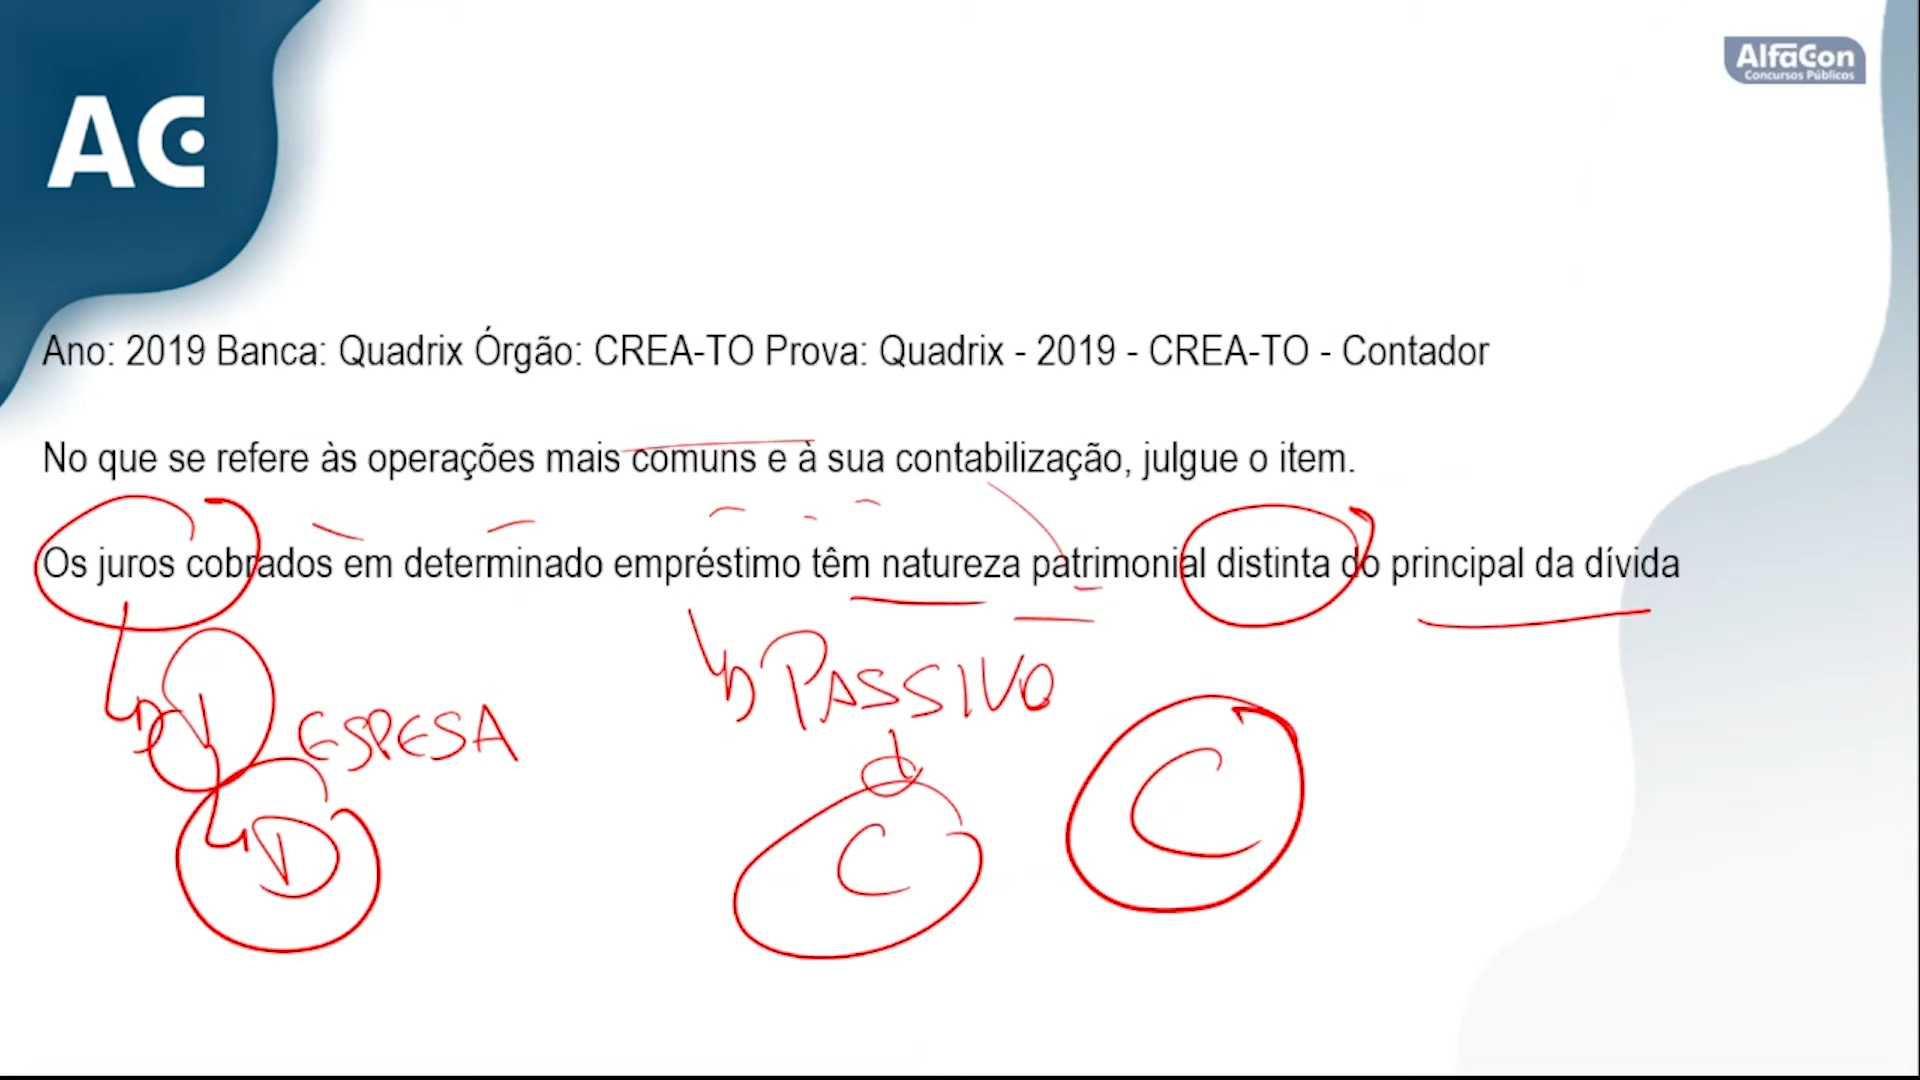 AlfaCon
Concursos Públicos
AC
Ano: 2019 Banca: Quadrix Órgão: CREA-TO Prova: Quadrix - 2019 - CREA-TO - Contador
No que se refere às operações mais comuns e à sua contabilização, julgue o item.
Os juros cobrados em determinado empréstimo têm natureza patrimonial distinta do principal da dívida
DESPESA
PASSIVO
D
C
C